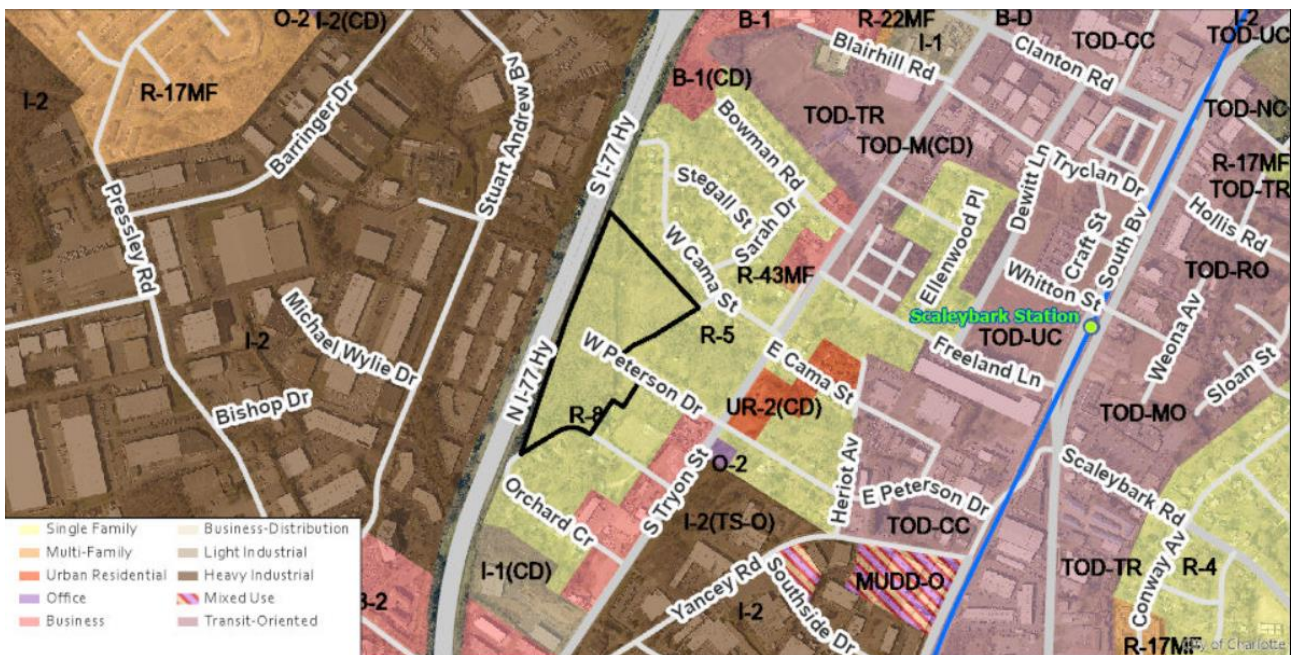 O-2
I-2(CD)
B-1
R-22MF
B-D
I-2
TOD-UC
I-1
TOD-CC
Blairhill Rd
Clanton Rd
R-17MF
B-1(CD)
I-2
Barringer Dr
Stuart Andrew Bv
S I-77 Hy
Bowman Rd
TOD-TR
TOD-NC
TOD-M(CD)
Tryclan Dr
R-17MF
TOD-TR
Pressley Rd
Stegall St
Sarah Dr
Ellenwood Pl
Dewitt Ln
Craft St
South Bv
Hollis Rd
W Cama St
R-43MF
Whitton St
TOD-RO
Michael Wylie Dr
I-2
Scaleybark Station
R-5
TOD-UC
Weona Av
N I-77 Hy
W Peterson Dr
E Cama St
Freeland Ln
Sloan St
Bishop Dr
R-8
UR-2(CD)
TOD-MO
O-2
Heriot Av
Scaleybark Rd
Orchard Cr
S Tryon St
E Peterson Dr
I-2(TS-O)
TOD-CC
I-1(CD)
Yancey Rd
Southside Dr
MUDD-O
TOD-TR
Conway Av
R-4
I-2
R-17MF
Single Family
Business-Distribution
Multi-Family
Light Industrial
Urban Residential
Heavy Industrial
Office
Mixed Use
Business
Transit-Oriented
City of Charlotte